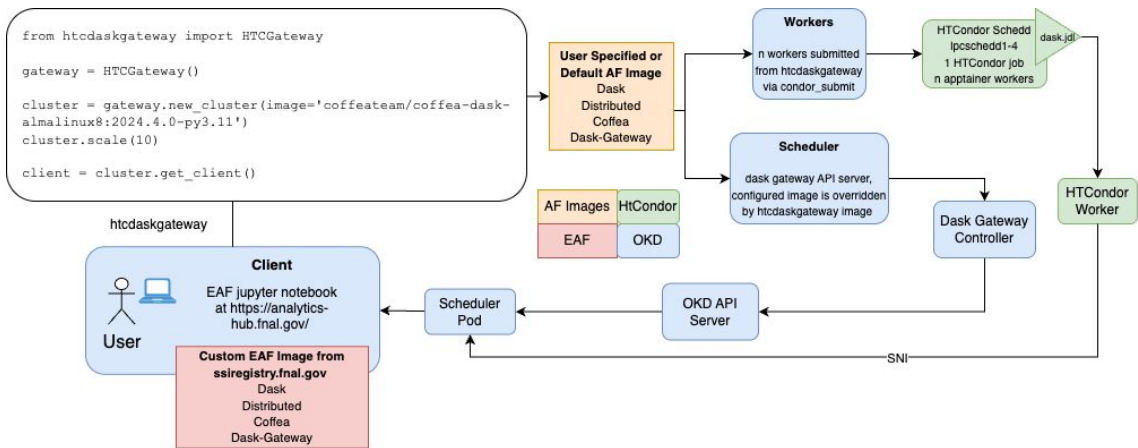 from htcdaskgateway import HTCGateway
gateway = HTCGateway()
cluster = gateway.new_cluster(image='coffeateam/coffea-dask-
almalinux8:2024.4.0-py3.11')
cluster.scale(10)
client = cluster.get_client()
htcdaskgateway
User Specified or
Default AF Image
Dask
Distributed
Coffea
Dask-Gateway
Workers
n workers submitted
from htcdaskgateway
via condor_submit
HTCondor Schedd
lpcschedd1-4
1 HTCondor job
n apptainer workers
dask.jdl
Scheduler
dask gateway API server,
configured image is overridden
by htcdaskgateway image
AF Images
HtCondor
EAF
OKD
Dask Gateway
Controller
HTCondor
Worker
Client
EAF jupyter notebook
at https://analytics-
hub.fnal.gov/
User
Scheduler
Pod
OKD API
Server
SNI
Custom EAF Image from
ssiregistry.fnal.gov
Dask
Distributed
Coffea
Dask-Gateway